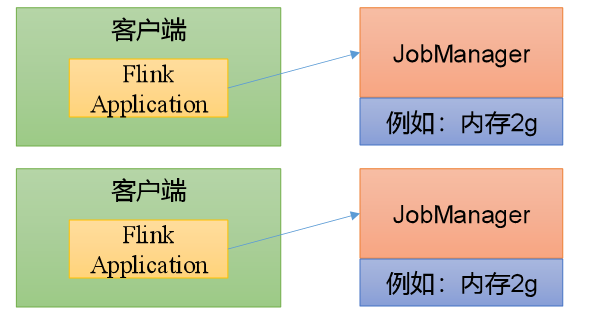 客户端
Flink
Application
JobManager
例如：内存2g
客户端
Flink
Application
JobManager
例如：内存2g